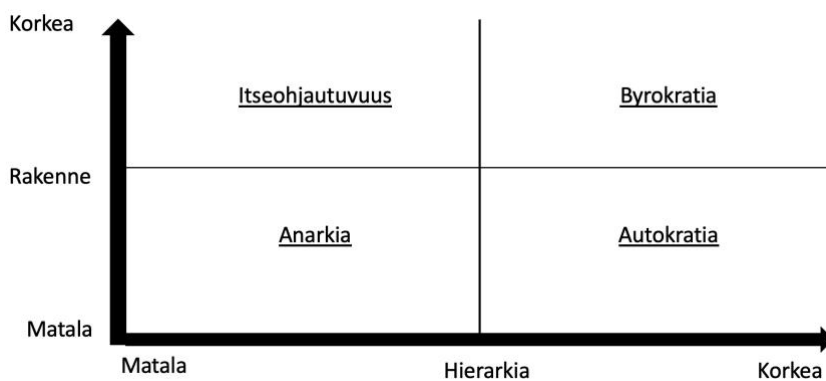 Korkea
Itseohjautuvuus
Byrokratia
Rakenne
Anarkia
Autokratia
Matala
Matala
Hierarkia
Korkea